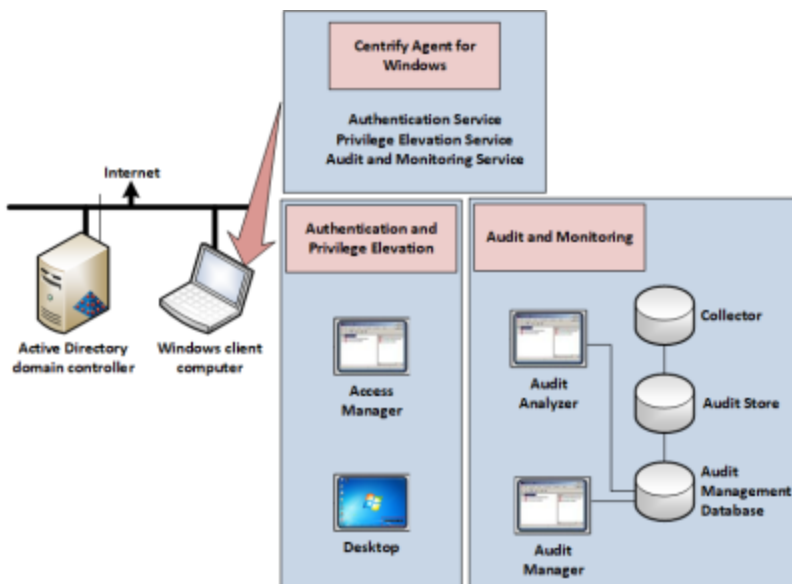 Centrify Agent for
Windows
Authentication Service
Privilege Elevation Service
Audit and Monitoring Service
Internet
Active Directory
domain controller
Windows client
computer
Authentication and
Privilege Elevation
Access
Manager
Desktop
Audit and Monitoring
Collector
Audit
Analyzer
Audit Store
Audit
Management
Database
Audit
Manager